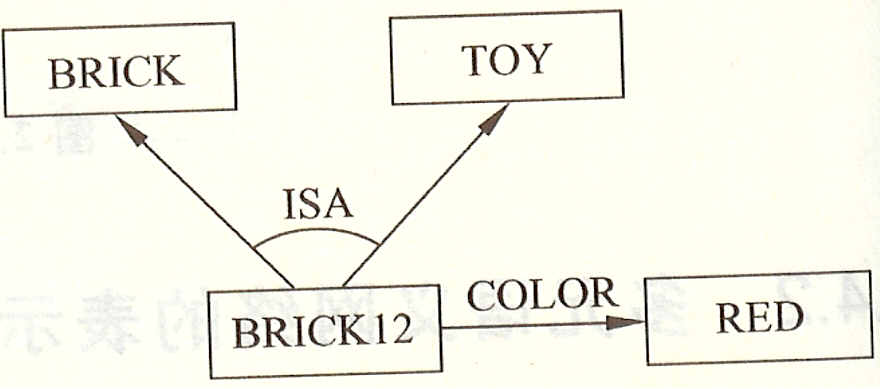 BRICK
TOY
ISA
BRICK12
COLOR
RED